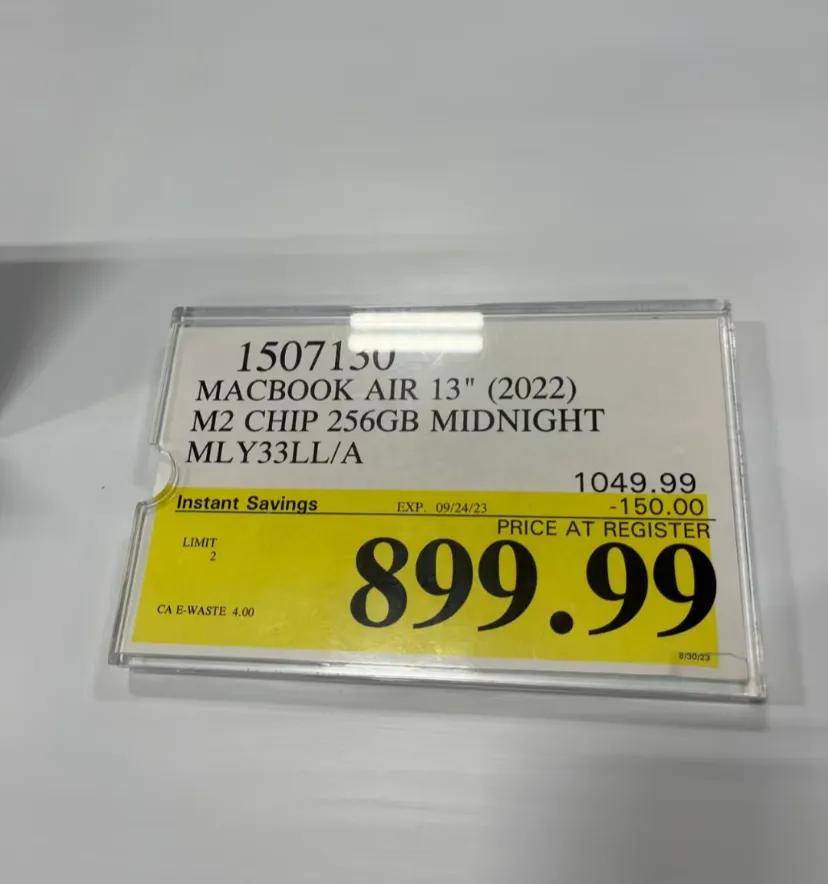 1507130
MACBOOK AIR 13" (2022)
M2 CHIP 256GB MIDNIGHT
MLY33LL/A
1049.99
Instant Savings EXP. 09/24/23 -150.00
PRICE AT REGISTER
LIMIT
2
899.99
CA E-WASTE 4.00
8/30/23